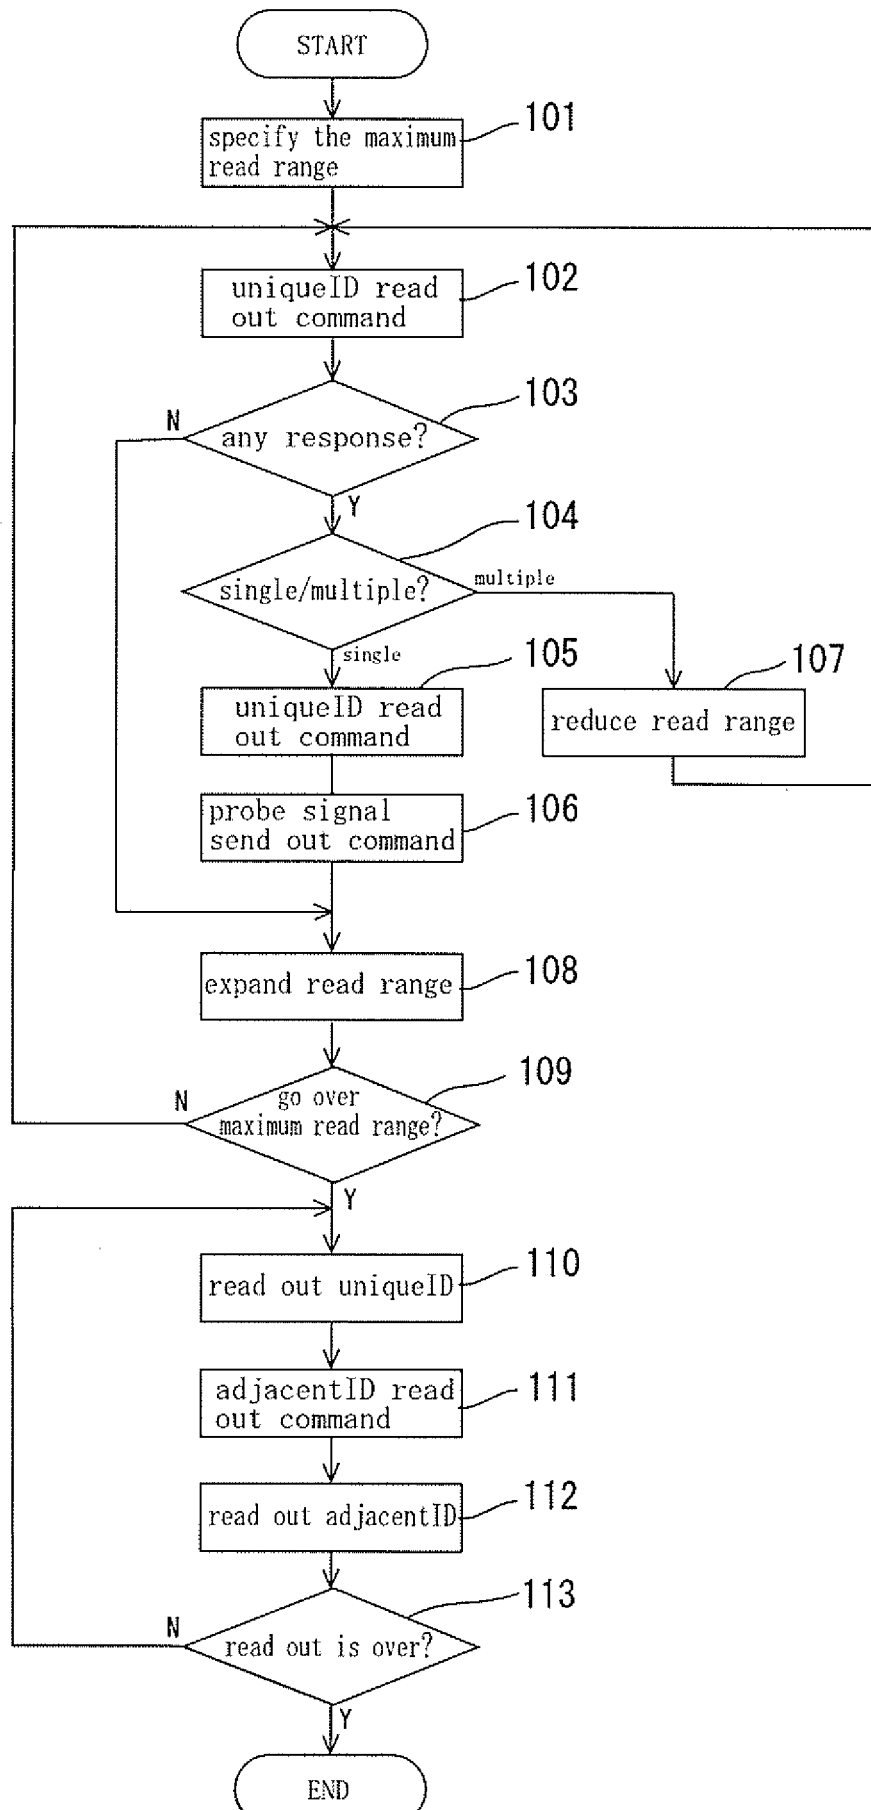 START
101
specify the maximum
read range
102
uniqueID read
out command
103
N
any response?
Y
104
single/multiple?
multiple
single
105
107
uniqueID read
out command
reduce read range
106
probe signal
send out command
108
expand read range
109
N
go over
maximum read range?
Y
110
read out uniqueID
111
adjacentID read
out command
112
read out adjacentID
113
N
read out is over?
Y
END